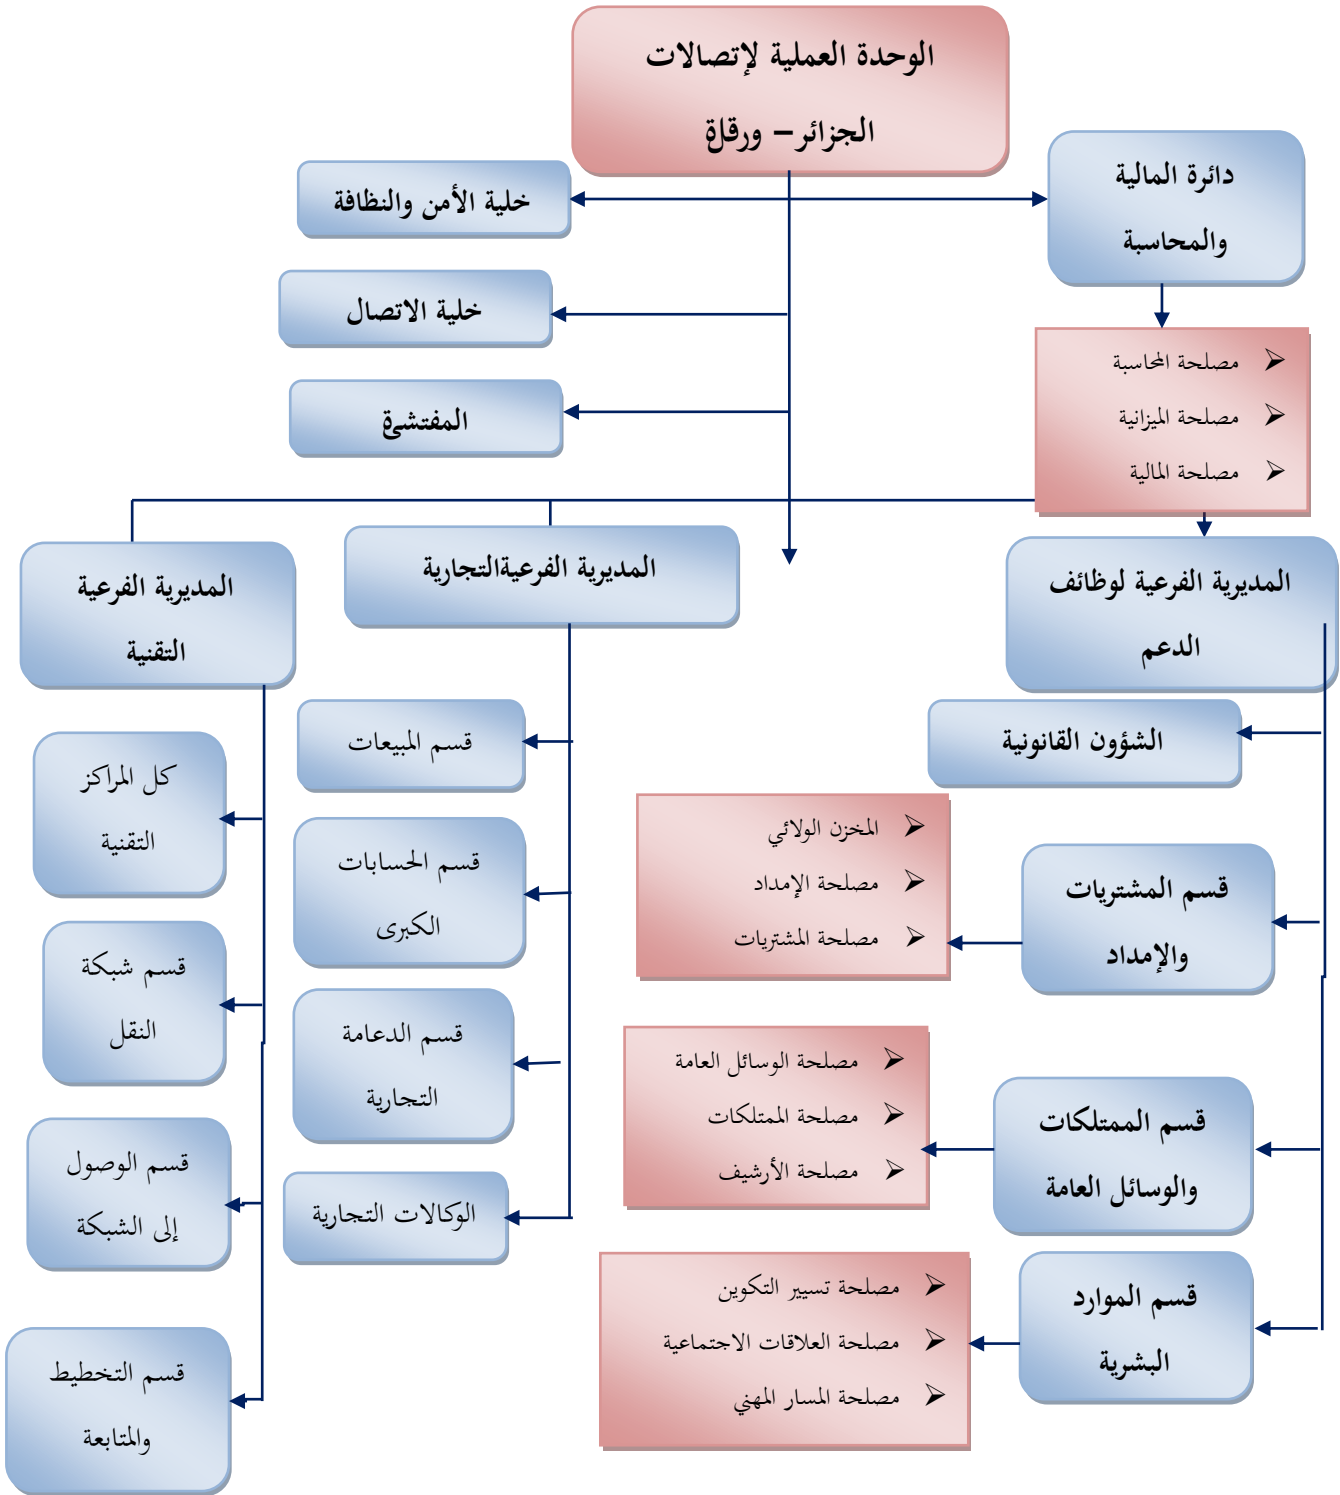 الوحدة العملية لإتصالات
الجزائر – ورقلة
دائرة المالية
والمحاسبة
خلية الأمن والنظافة
خلية الاتصال
المفتشية
مصلحة المحاسبة
مصلحة الميزانية
مصلحة المالية
المديرية الفرعية لوظائف
الدعم
المديرية الفرعيةالتجارية
المديرية الفرعية
التقنية
الشؤون القانونية
قسم المشتريات
والإمداد
المخزن الولائي
مصلحة الإمداد
مصلحة المشتريات
قسم الممتلكات
والوسائل العامة
مصلحة الوسائل العامة
مصلحة الممتلكات
مصلحة الأرشيف
قسم الموارد
البشرية
مصلحة تسيير التكوين
مصلحة العلاقات الاجتماعية
مصلحة المسار المهني
قسم المبيعات
قسم الحسابات
الكبرى
قسم الدعامة
التجارية
الوكالات التجارية
كل المراكز
التقنية
قسم شبكة
النقل
قسم الوصول
إلى الشبكة
قسم التخطيط
والمتابعة